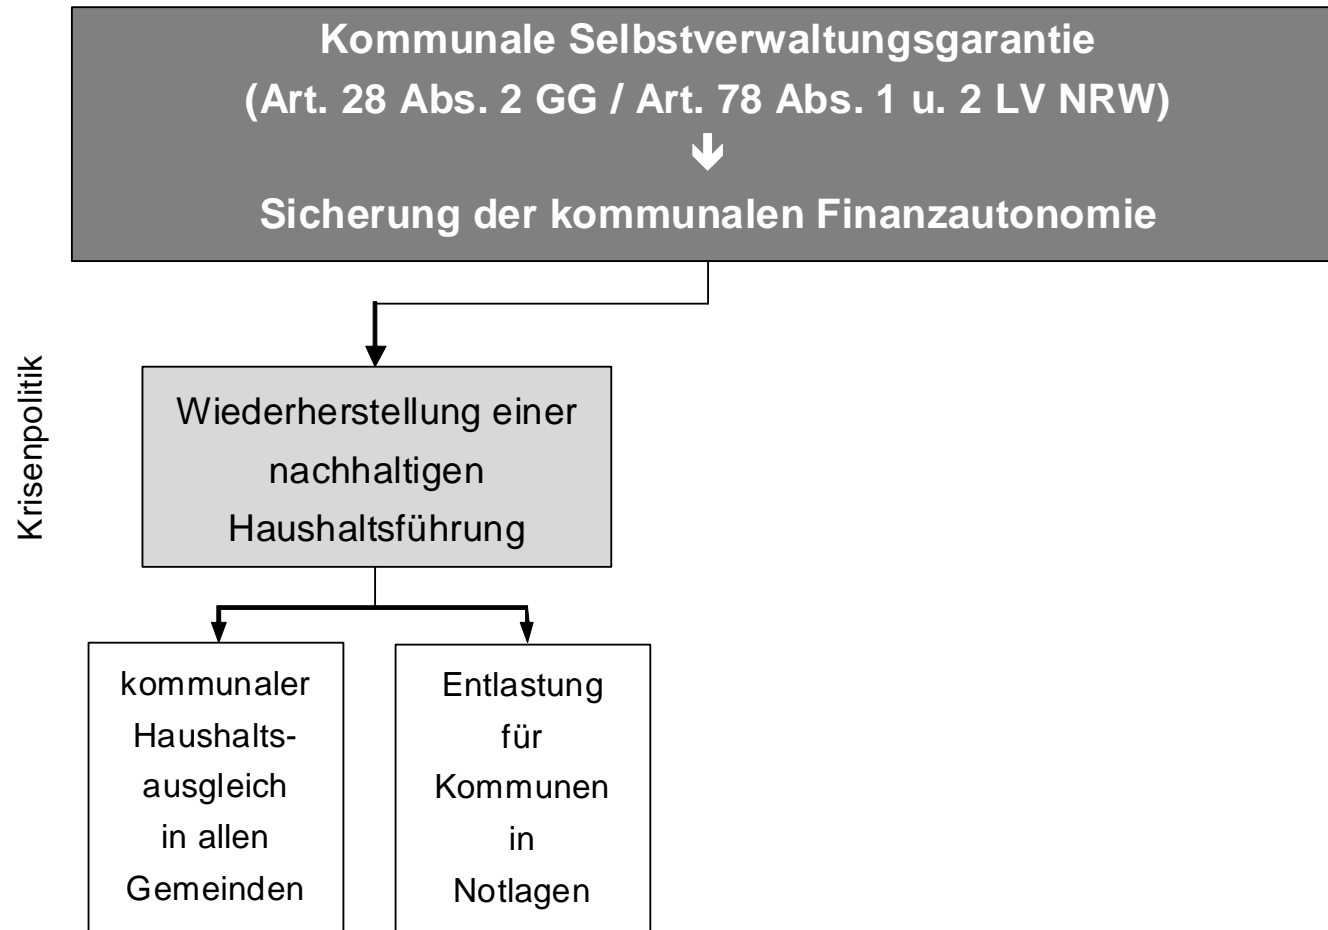 Kommunale Selbstverwaltungsgarantie
(Art. 28 Abs. 2 GG / Art. 78 Abs. 1 u. 2 LV NRW)
Sicherung der kommunalen Finanzautonomie
Krisenpolitik
Wiederherstellung einer
nachhaltigen
Haushaltsführung
kommunaler
Haushalts-
ausgleich
in allen
Gemeinden
Entlastung
für
Kommunen
in
Notlagen